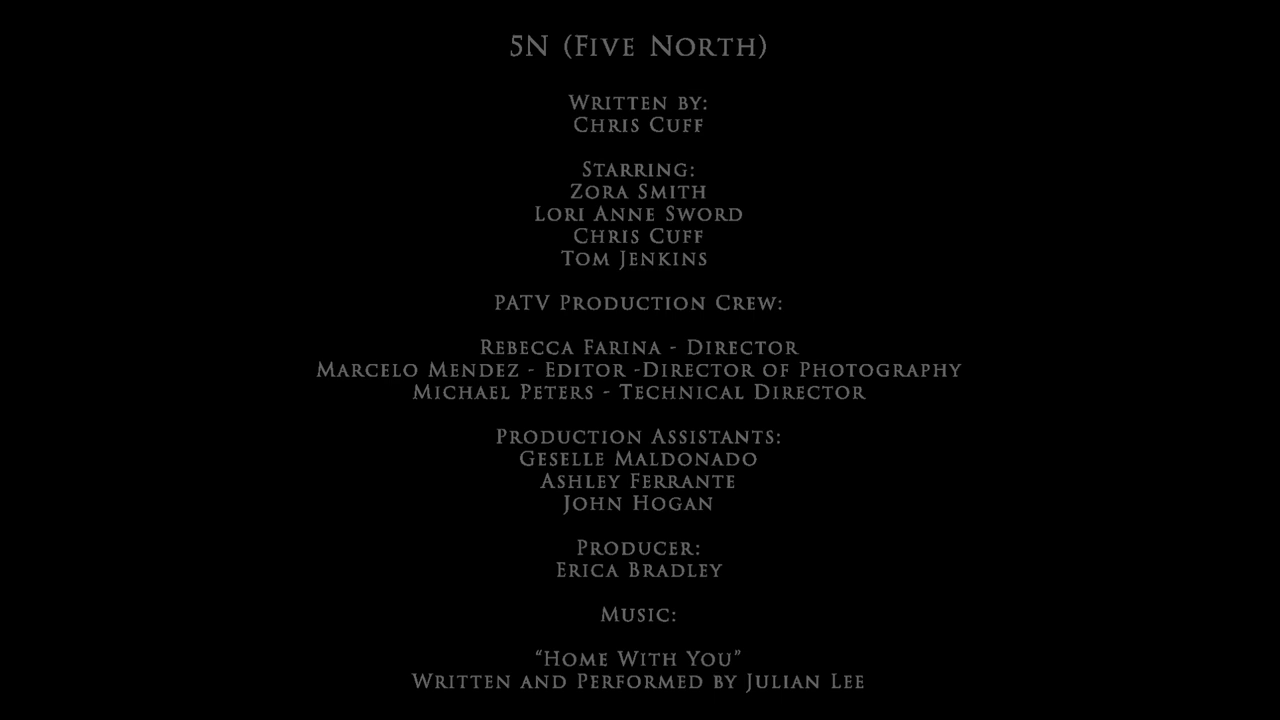 5N (Five North)
Written by:
Chris Cuff
Starring:
Zora Smith
Lori Anne Sword
Chris Cuff
Tom Jenkins
PATV Production Crew:
Rebecca Farina - Director
Marcelo Mendez - Editor -Director of Photography
Michael Peters - Technical Director
Production Assistants:
Geselle Maldonado
Ashley Ferrante
John Hogan
Producer:
Erica Bradley
Music:
“Home With You”
Written and Performed by Julian Lee